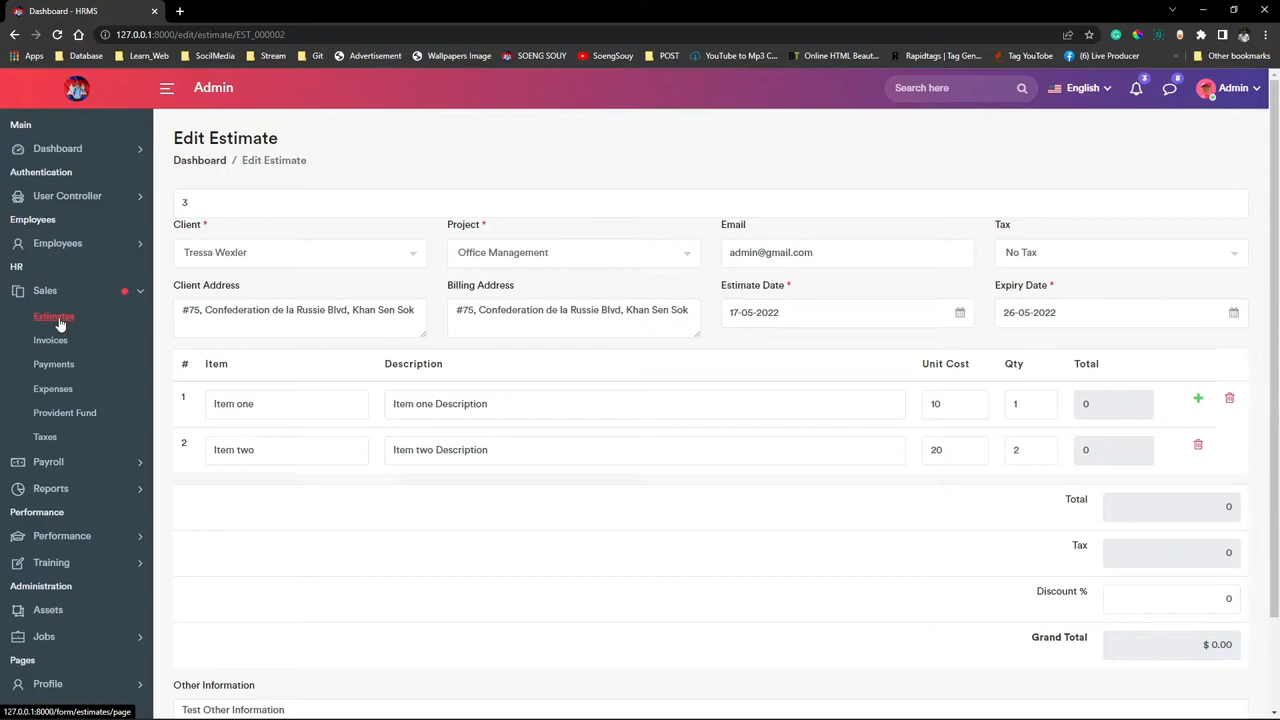 Dashboard - HRMS
127.0.0.1:8000/edit/estimate/EST_000002
Apps Database Learn_Web SocilMedia Stream Git Advertisement Wallpapers Image SOENG SOUY SoengSouy POST YouTube to Mp3 C... Online HTML Beaut... Rapidtags | Tag Gen... Tag YouTube (6) Live Producer Other bookmarks
Admin
Search here
English
3
8
Admin
Main
Dashboard
Authentication
User Controller
Employees
Employees
HR
Sales
Estimates
Invoices
Payments
Expenses
Provident Fund
Taxes
Payroll
Reports
Performance
Performance
Training
Administration
Assets
Jobs
Pages
Profile
127.0.0.1:8000/form/estimates/page
Edit Estimate
Dashboard / Edit Estimate
3
Client * Project * Email Tax
Tressa Wexler Office Management admin@gmail.com No Tax
Client Address Billing Address Estimate Date * Expiry Date *
#75, Confederation de la Russie Blvd, Khan Sen Sok #75, Confederation de la Russie Blvd, Khan Sen Sok 17-05-2022 26-05-2022
# Item Description Unit Cost Qty Total
1 Item one Item one Description 10 1 0
2 Item two Item two Description 20 2 0
Total 0
Tax 0
Discount % 0
Grand Total $ 0.00
Other Information
Test Other Information